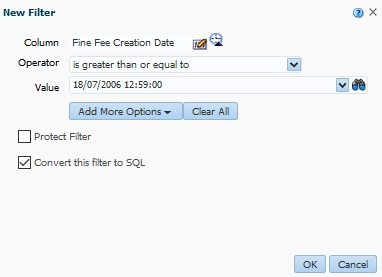 New Filter
Column Fine Fee Creation Date
Operator is greater than or equal to
Value 18/07/2006 12:59:00
Add More Options Clear All
Protect Filter
Convert this filter to SQL
OK Cancel